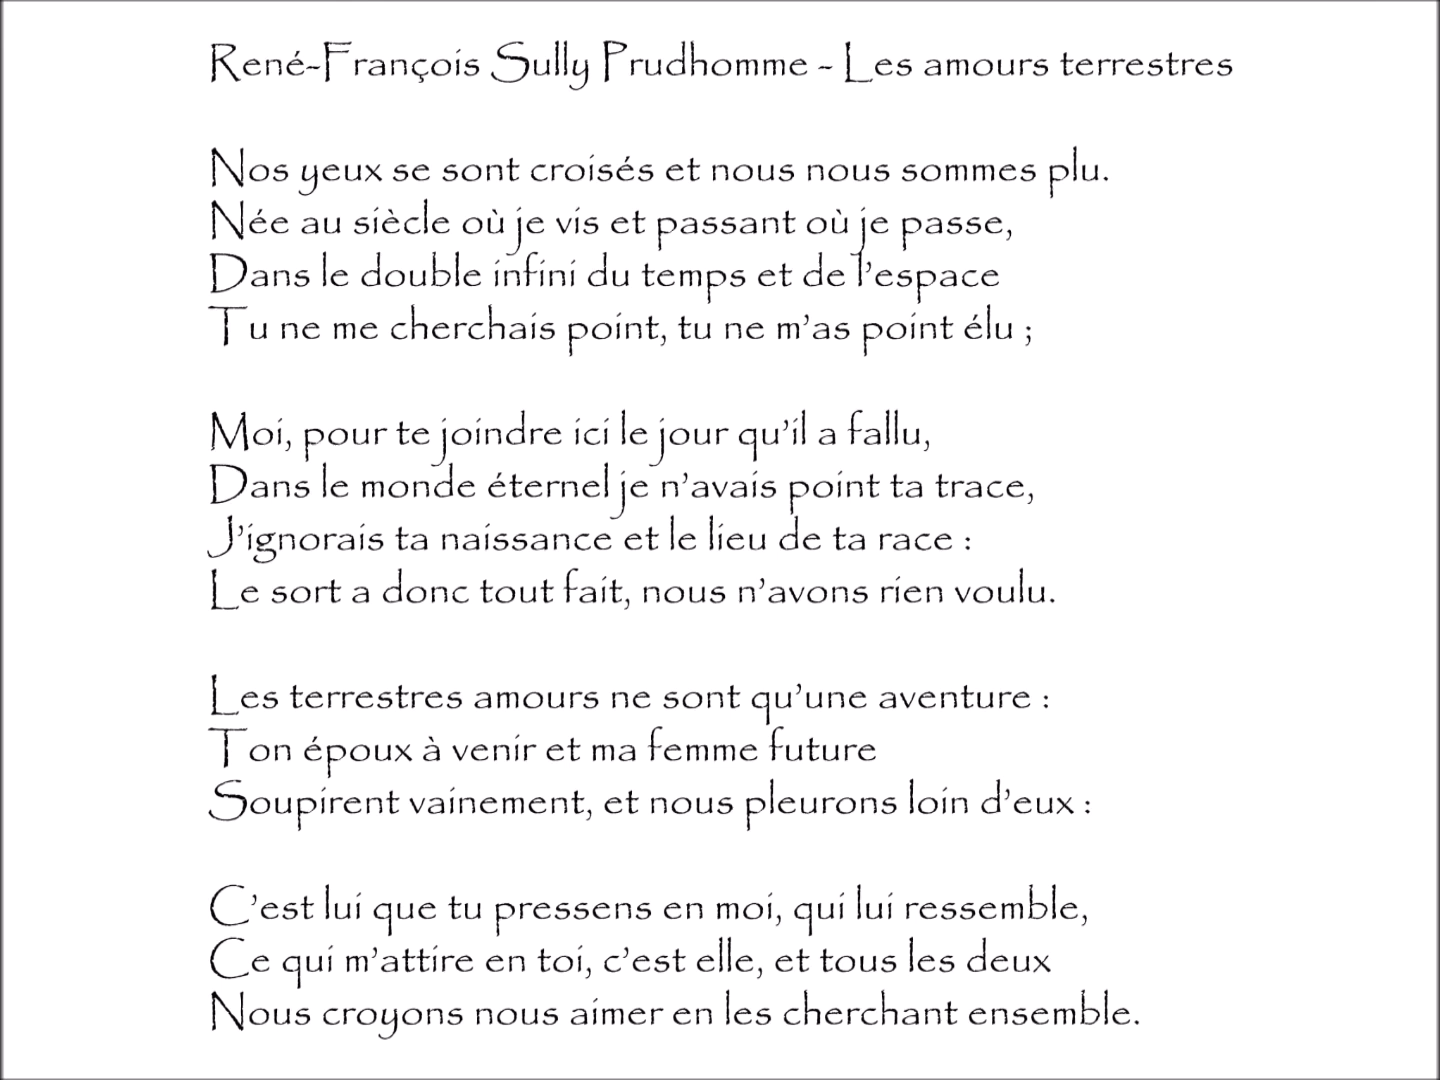 René-François Sully Prudhomme - Les amours terrestres
Nos yeux se sont croisés et nous nous sommes plu.
Née au siècle où je vis et passant où je passe,
Dans le double infini du temps et de l'espace
Tu ne me cherchais point, tu ne m'as point élu ;
Moi, pour te joindre ici le jour qu'il a fallu,
Dans le monde éternel je n'avais point ta trace,
J'ignorais ta naissance et le lieu de ta race :
Le sort a donc tout fait, nous n'avons rien voulu.
Les terrestres amours ne sont qu'une aventure :
Ton époux à venir et ma femme future
Soupirent vainement, et nous pleurons loin d'eux :
C'est lui que tu pressens en moi, qui lui ressemble,
Ce qui m'attire en toi, c'est elle, et tous les deux
Nous croyons nous aimer en les cherchant ensemble.